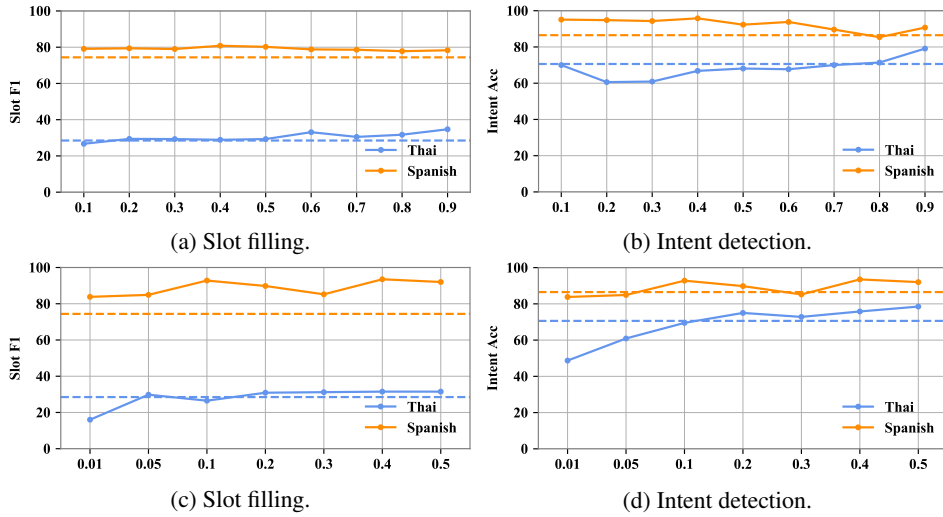 100
80
60
40
20
0
Slot F1
Thai
Spanish
0.1 0.2 0.3 0.4 0.5 0.6 0.7 0.8 0.9
(a) Slot filling.
100
80
60
40
20
0
Intent Acc
Thai
Spanish
0.1 0.2 0.3 0.4 0.5 0.6 0.7 0.8 0.9
(b) Intent detection.
100
80
60
40
20
0
Slot F1
Thai
Spanish
0.01 0.05 0.1 0.2 0.3 0.4 0.5
(c) Slot filling.
100
80
60
40
20
0
Intent Acc
Thai
Spanish
0.01 0.05 0.1 0.2 0.3 0.4 0.5
(d) Intent detection.